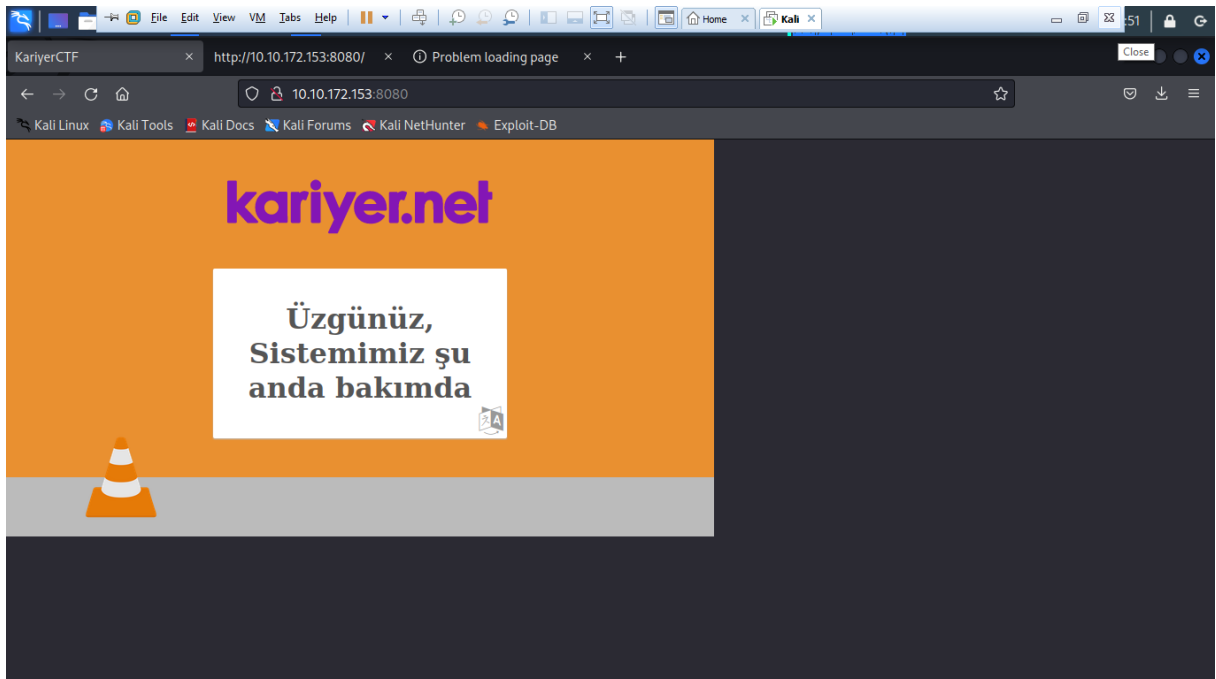 File Edit View VM Tabs Help Home Kali :51
KariyerCTF http://10.10.172.153:8080/ Problem loading page Close
10.10.172.153:8080
Kali Linux Kali Tools Kali Docs Kali Forums Kali NetHunter Exploit-DB
kariyer.net
Üzgünüz,
Sistemimiz şu
anda bakımda